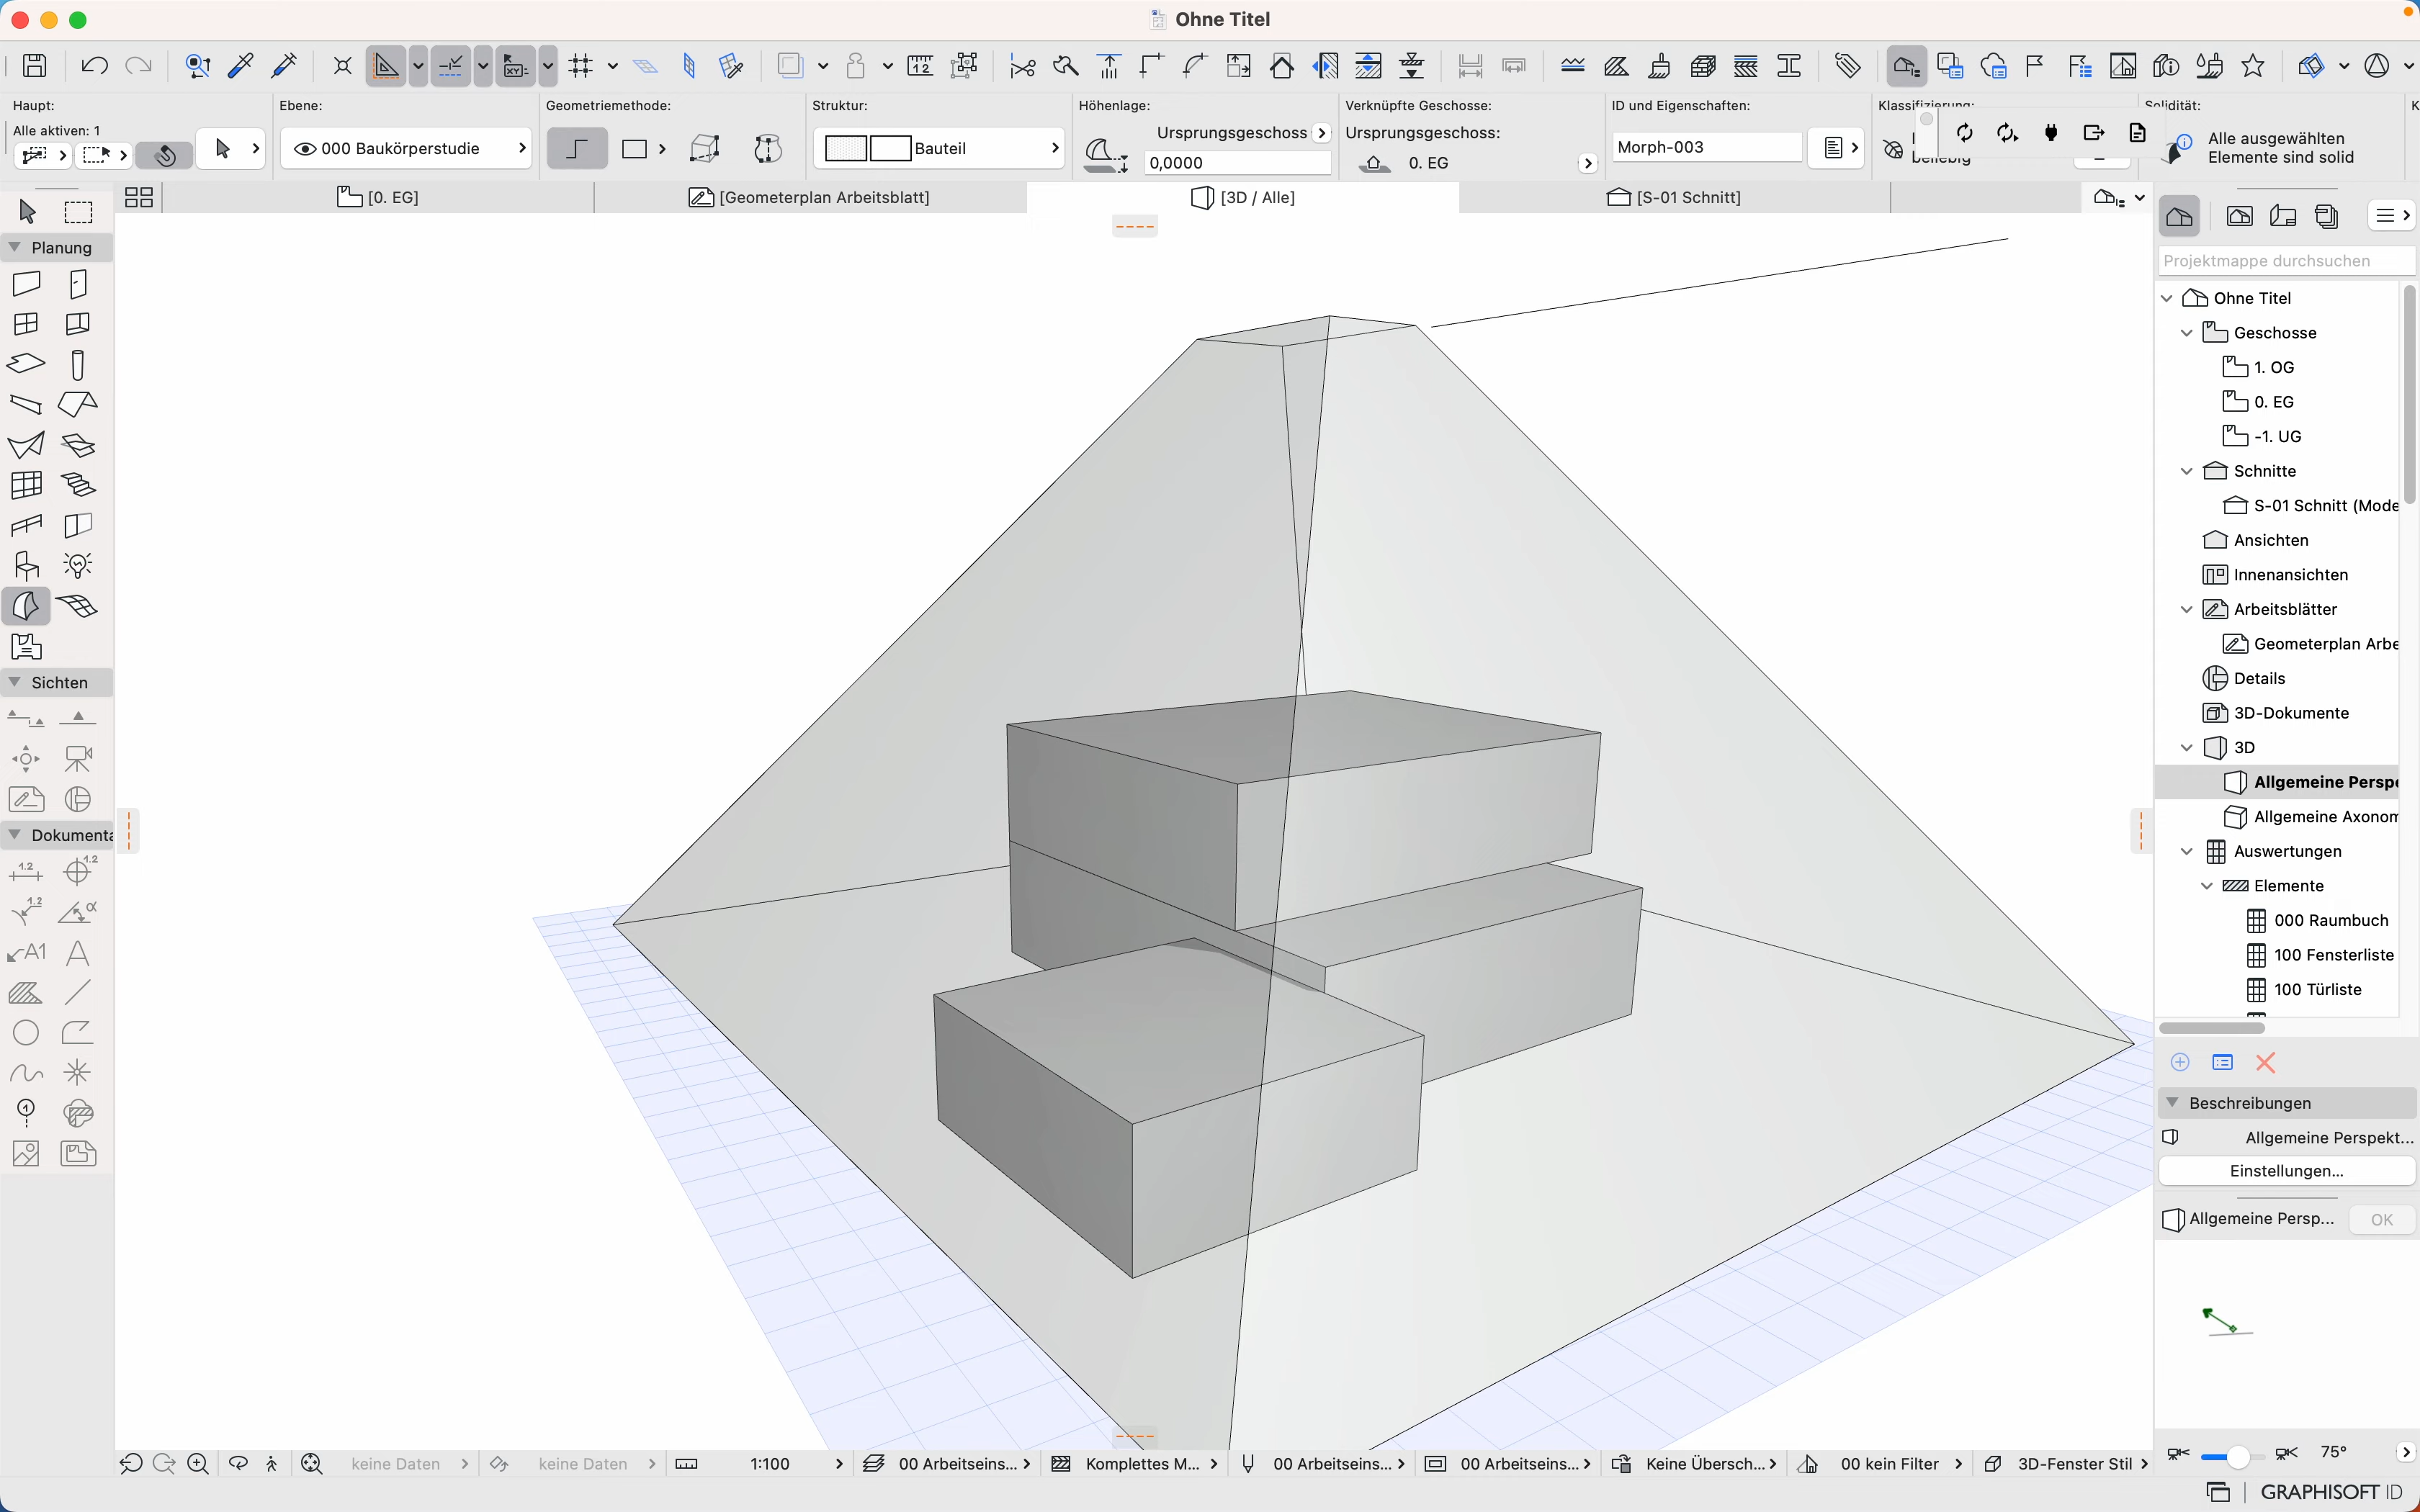 Ohne Titel
Haupt:
Alle aktiven: 1
Ebene:
000 Baukörperstudie
Geometriemethode:
Struktur:
Bauteil
Höhenlage:
Ursprungsgeschoss
0,0000
Verknüpfte Geschosse:
Ursprungsgeschoss:
0. EG
ID und Eigenschaften:
Morph-003
Klassifizierung:
Solidität:
Alle ausgewählten
Elemente sind solid
[0. EG]
[Geometerplan Arbeitsblatt]
[3D / Alle]
[S-01 Schnitt]
Planung
Sichten
Dokumenta
Projektmappe durchsuchen
Ohne Titel
Geschosse
1. OG
0. EG
-1. UG
Schnitte
S-01 Schnitt (Mode
Ansichten
Innenansichten
Arbeitsblätter
Geometerplan Arbe
Details
3D-Dokumente
3D
Allgemeine Perspe
Allgemeine Axonom
Auswertungen
Elemente
000 Raumbuch
100 Fensterliste
100 Türliste
Beschreibungen
Allgemeine Perspekt...
Einstellungen...
Allgemeine Persp...
OK
75°
keine Daten
keine Daten
1:100
00 Arbeitseins...
Komplettes M...
00 Arbeitseins...
00 Arbeitseins...
Keine Übersch...
00 kein Filter
3D-Fenster Stil
GRAPHISOFT ID